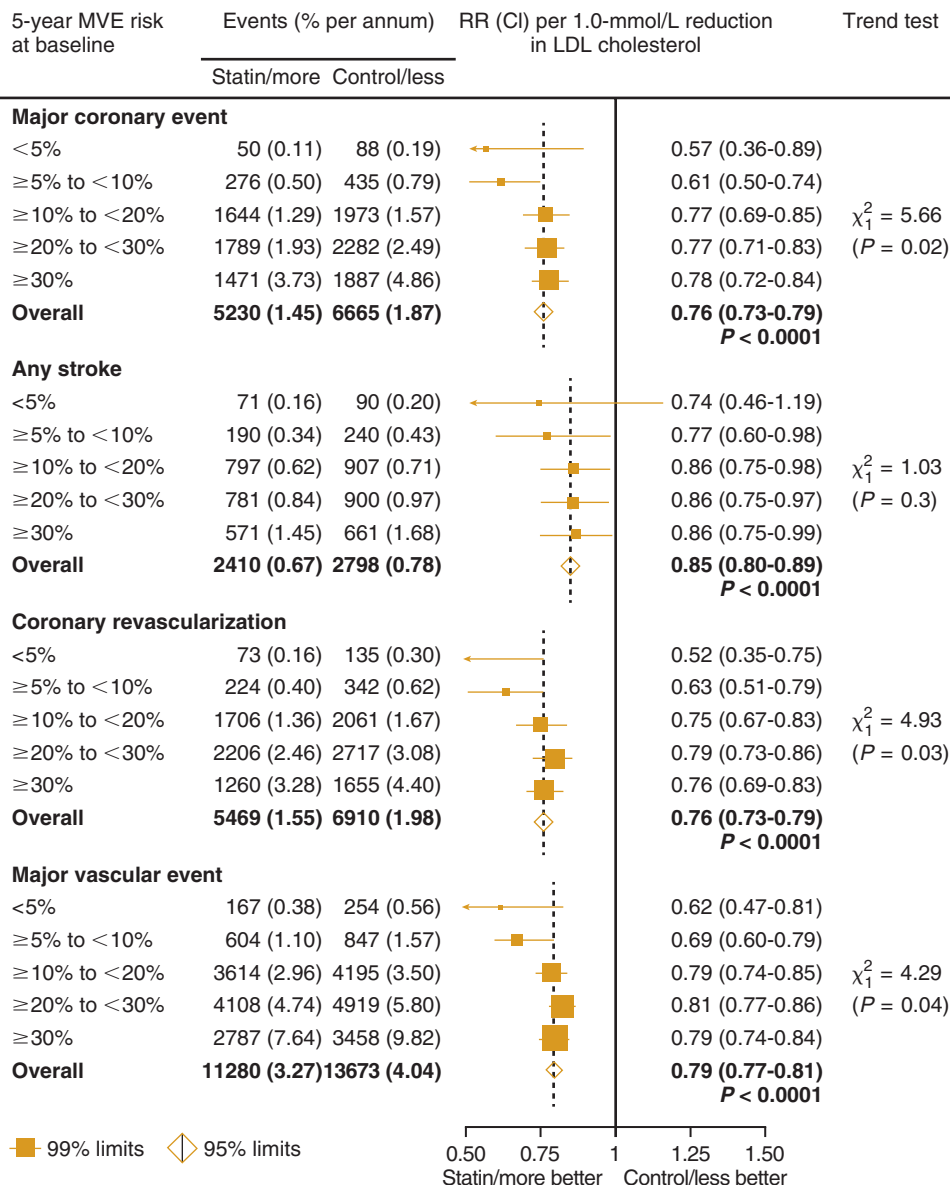 5-year MVE risk at baseline
Events (% per annum)
RR (CI) per 1.0-mmol/L reduction in LDL cholesterol
Trend test
Statin/more Control/less
Major coronary event
<5% 50 (0.11) 88 (0.19) 0.57 (0.36-0.89)
≥5% to <10% 276 (0.50) 435 (0.79) 0.61 (0.50-0.74)
≥10% to <20% 1644 (1.29) 1973 (1.57) 0.77 (0.69-0.85) χ²₁ = 5.66
≥20% to <30% 1789 (1.93) 2282 (2.49) 0.77 (0.71-0.83) (P = 0.02)
≥30% 1471 (3.73) 1887 (4.86) 0.78 (0.72-0.84)
Overall 5230 (1.45) 6665 (1.87) 0.76 (0.73-0.79)
P < 0.0001
Any stroke
<5% 71 (0.16) 90 (0.20) 0.74 (0.46-1.19)
≥5% to <10% 190 (0.34) 240 (0.43) 0.77 (0.60-0.98)
≥10% to <20% 797 (0.62) 907 (0.71) 0.86 (0.75-0.98) χ²₁ = 1.03
≥20% to <30% 781 (0.84) 900 (0.97) 0.86 (0.75-0.97) (P = 0.3)
≥30% 571 (1.45) 661 (1.68) 0.86 (0.75-0.99)
Overall 2410 (0.67) 2798 (0.78) 0.85 (0.80-0.89)
P < 0.0001
Coronary revascularization
<5% 73 (0.16) 135 (0.30) 0.52 (0.35-0.75)
≥5% to <10% 224 (0.40) 342 (0.62) 0.63 (0.51-0.79)
≥10% to <20% 1706 (1.36) 2061 (1.67) 0.75 (0.67-0.83) χ²₁ = 4.93
≥20% to <30% 2206 (2.46) 2717 (3.08) 0.79 (0.73-0.86) (P = 0.03)
≥30% 1260 (3.28) 1655 (4.40) 0.76 (0.69-0.83)
Overall 5469 (1.55) 6910 (1.98) 0.76 (0.73-0.79)
P < 0.0001
Major vascular event
<5% 167 (0.38) 254 (0.56) 0.62 (0.47-0.81)
≥5% to <10% 604 (1.10) 847 (1.57) 0.69 (0.60-0.79)
≥10% to <20% 3614 (2.96) 4195 (3.50) 0.79 (0.74-0.85) χ²₁ = 4.29
≥20% to <30% 4108 (4.74) 4919 (5.80) 0.81 (0.77-0.86) (P = 0.04)
≥30% 2787 (7.64) 3458 (9.82) 0.79 (0.74-0.84)
Overall 11280 (3.27) 13673 (4.04) 0.79 (0.77-0.81)
P < 0.0001
99% limits 95% limits
0.50 0.75 1 1.25 1.50
Statin/more better Control/less better